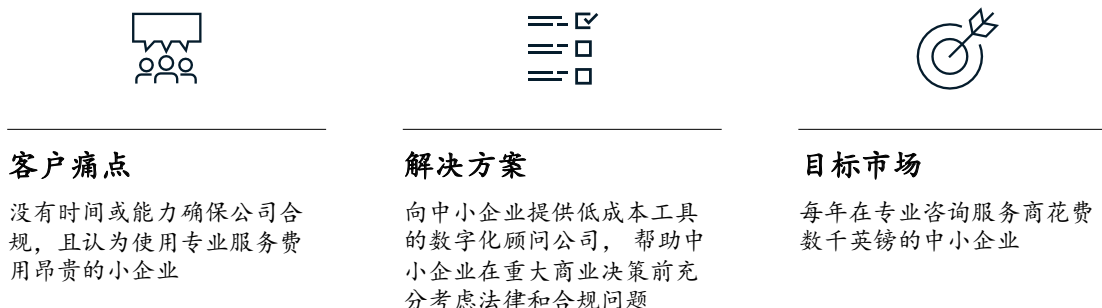 客户痛点
没有时间或能力确保公司合
规，且认为使用专业服务费
用昂贵的小企业
解决方案
向中小企业提供低成本工具
的数字化顾问公司， 帮助中
小企业在重大商业决策前充
分考虑法律和合规问题
目标市场
每年在专业咨询服务商花费
数千英镑的中小企业